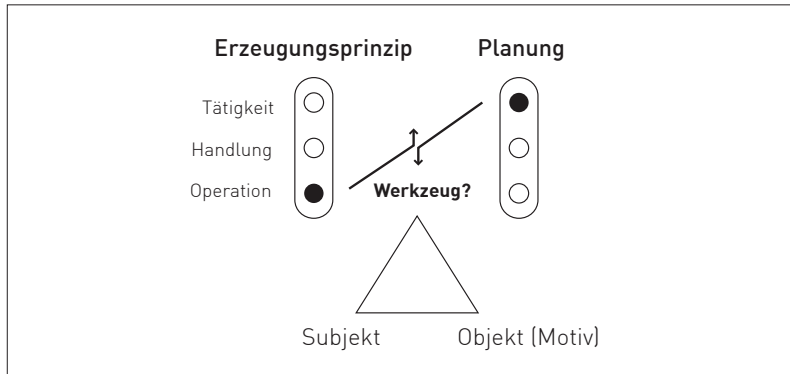 Erzeugungsprinzip Planung
Tätigkeit
Handlung
Operation
Werkzeug?
Subjekt Objekt (Motiv)